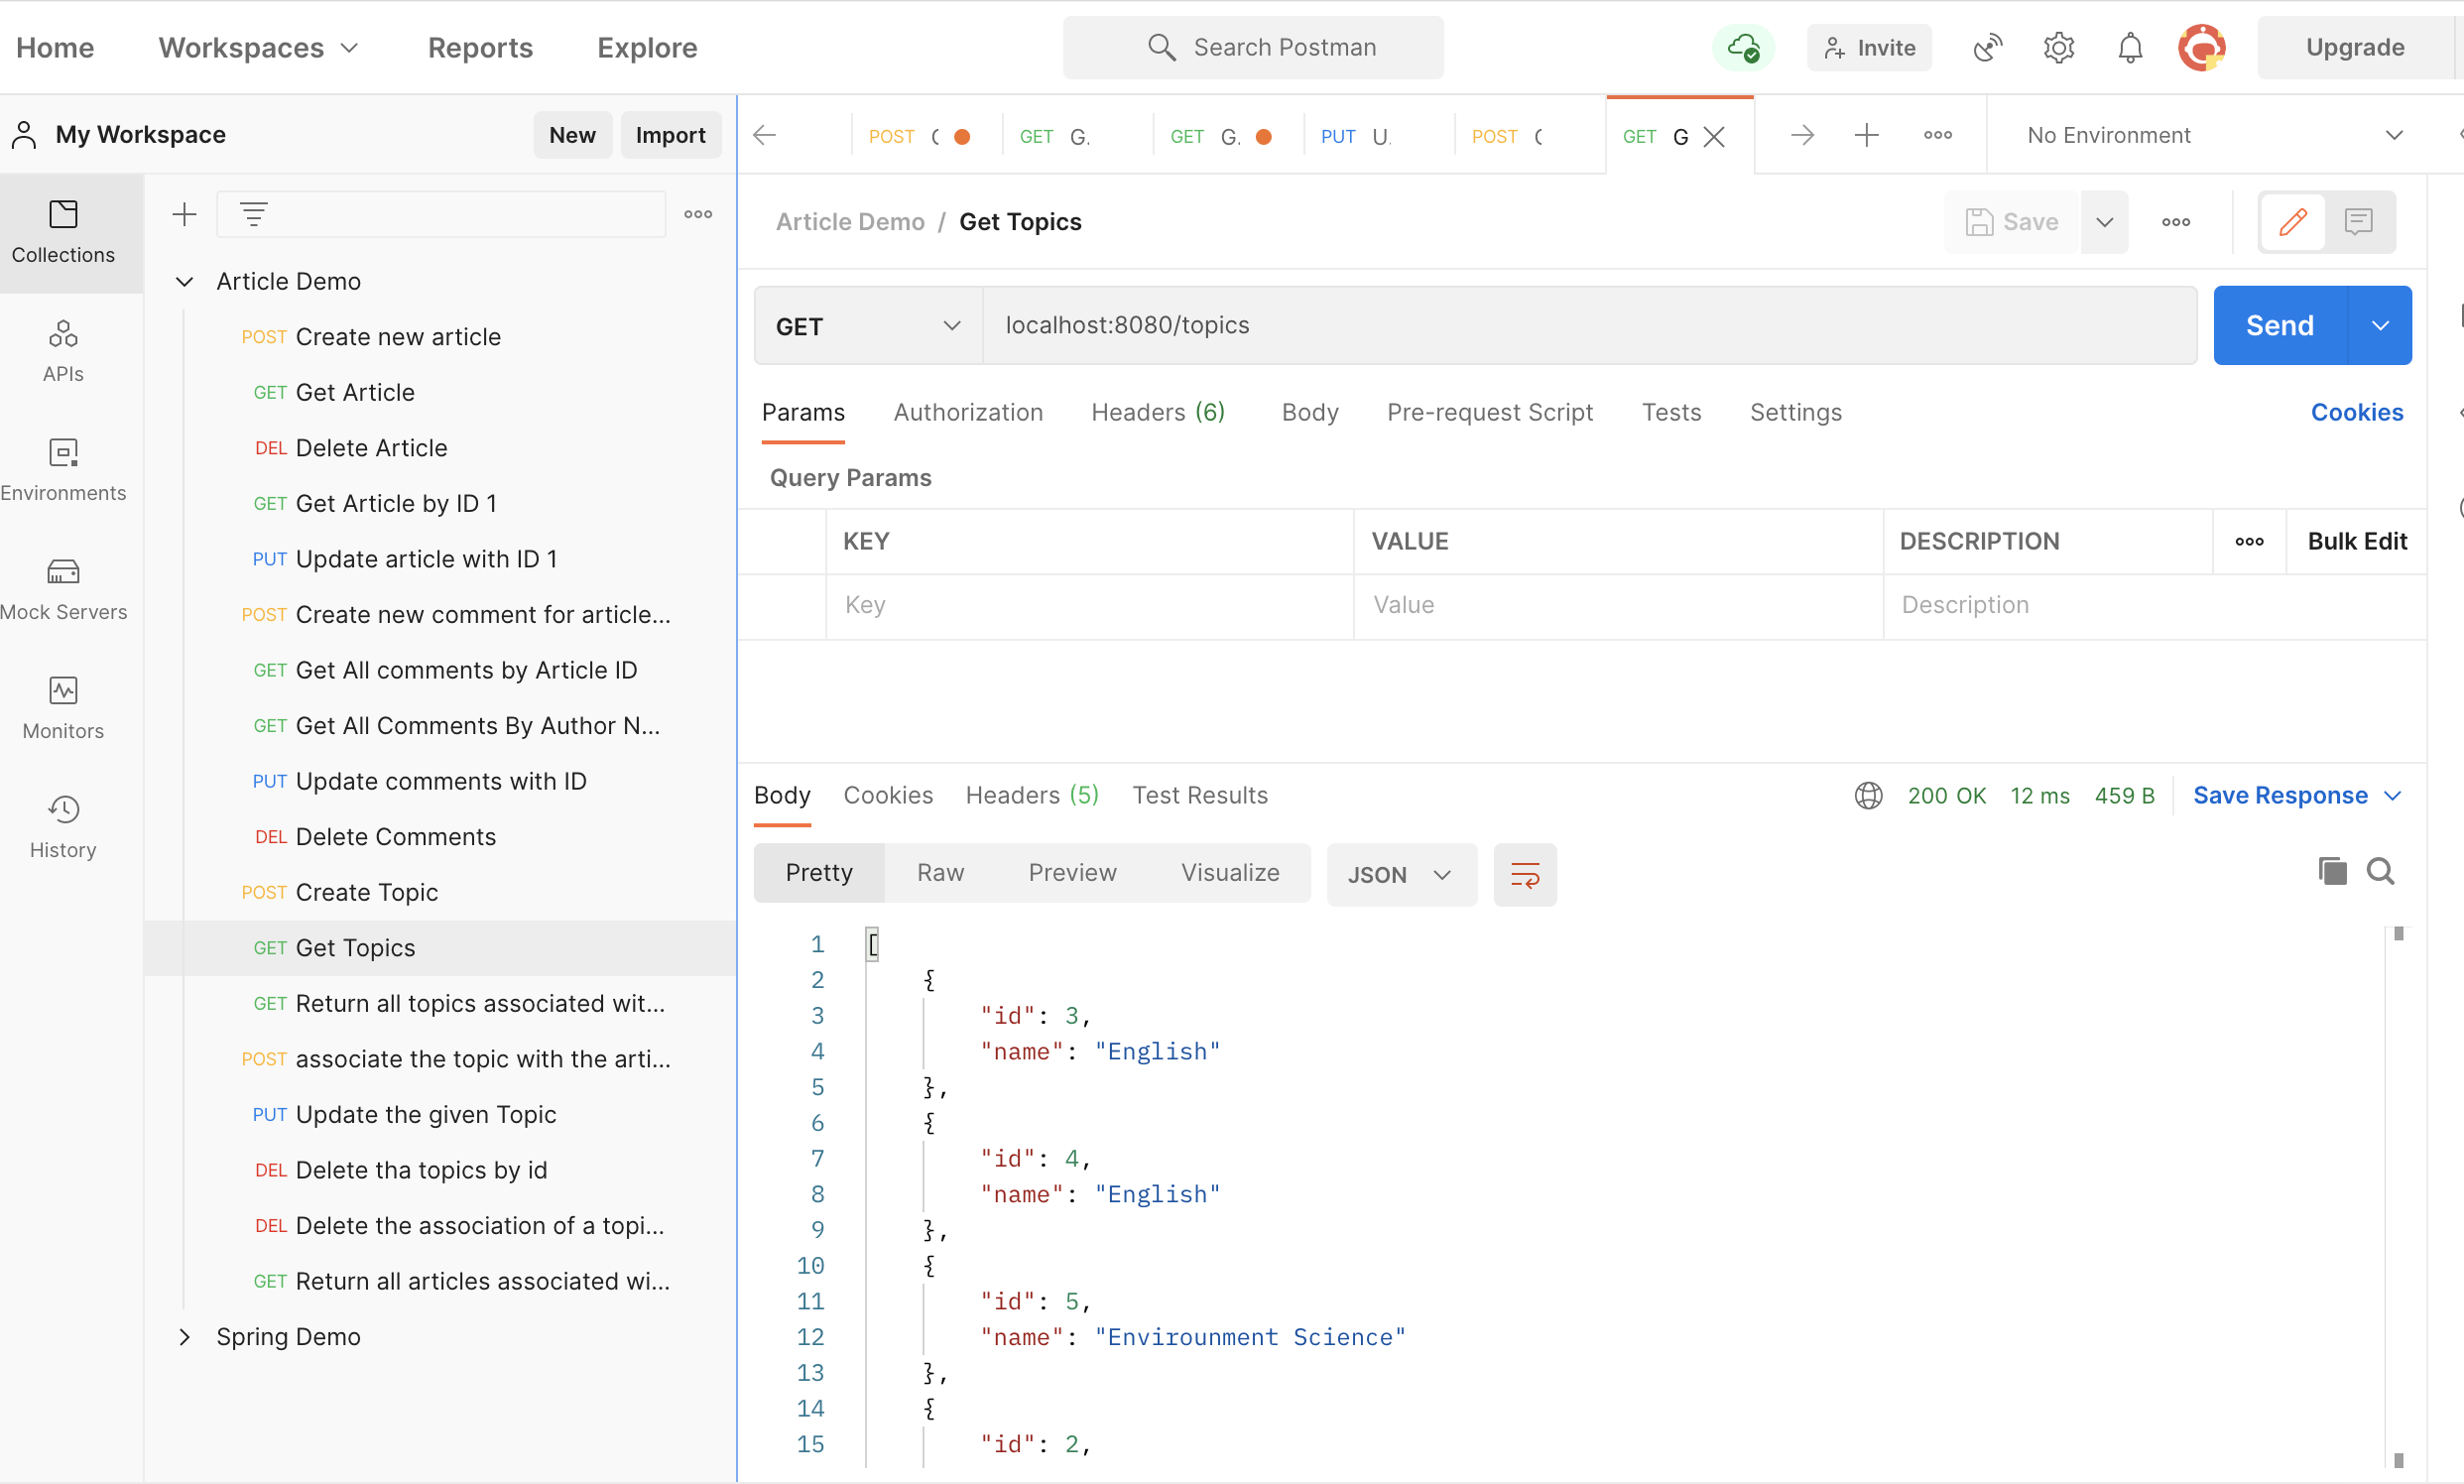 Home Workspaces Reports Explore Search Postman Invite Upgrade
My Workspace New Import
POST GET G. GET G. PUT U. POST GET G No Environment
Collections
APIs
Environments
Mock Servers
Monitors
History
Article Demo
POST Create new article
GET Get Article
DEL Delete Article
GET Get Article by ID 1
PUT Update article with ID 1
POST Create new comment for article...
GET Get All comments by Article ID
GET Get All Comments By Author N...
PUT Update comments with ID
DEL Delete Comments
POST Create Topic
GET Get Topics
GET Return all topics associated wit...
POST associate the topic with the arti...
PUT Update the given Topic
DEL Delete tha topics by id
DEL Delete the association of a topi...
GET Return all articles associated wi...
Spring Demo
Article Demo / Get Topics Save
GET localhost:8080/topics Send
Params Authorization Headers (6) Body Pre-request Script Tests Settings Cookies
Query Params
KEY VALUE DESCRIPTION Bulk Edit
Key Value Description
Body Cookies Headers (5) Test Results 200 OK 12 ms 459 B Save Response
Pretty Raw Preview Visualize JSON
1 [
2 {
3 "id": 3,
4 "name": "English"
5 },
6 {
7 "id": 4,
8 "name": "English"
9 },
10 {
11 "id": 5,
12 "name": "Envirounment Science"
13 },
14 {
15 "id": 2,